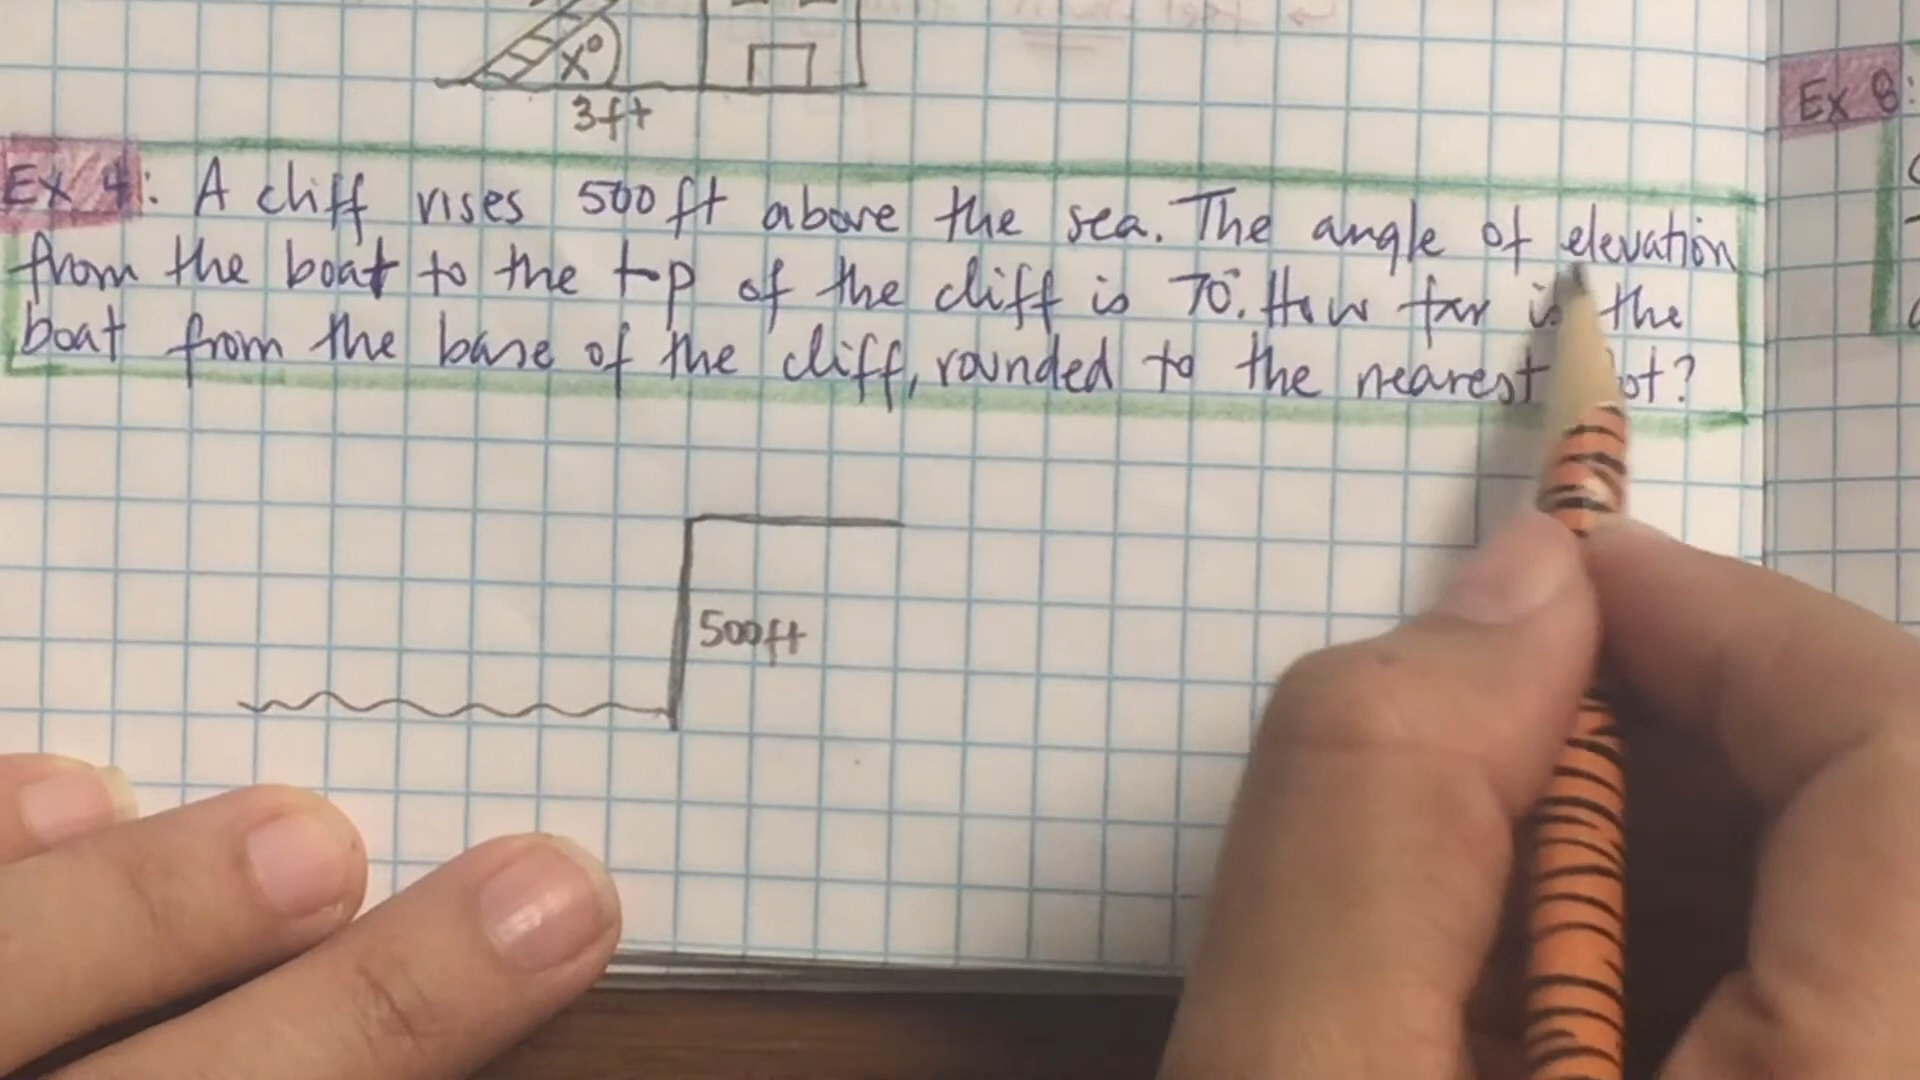 x°
3ft
Ex 8:
Ex 4: A cliff rises 500ft above the sea. The angle of elevation
from the boat to the top of the cliff is 70°. How far is the
boat from the base of the cliff, rounded to the nearest
500ft